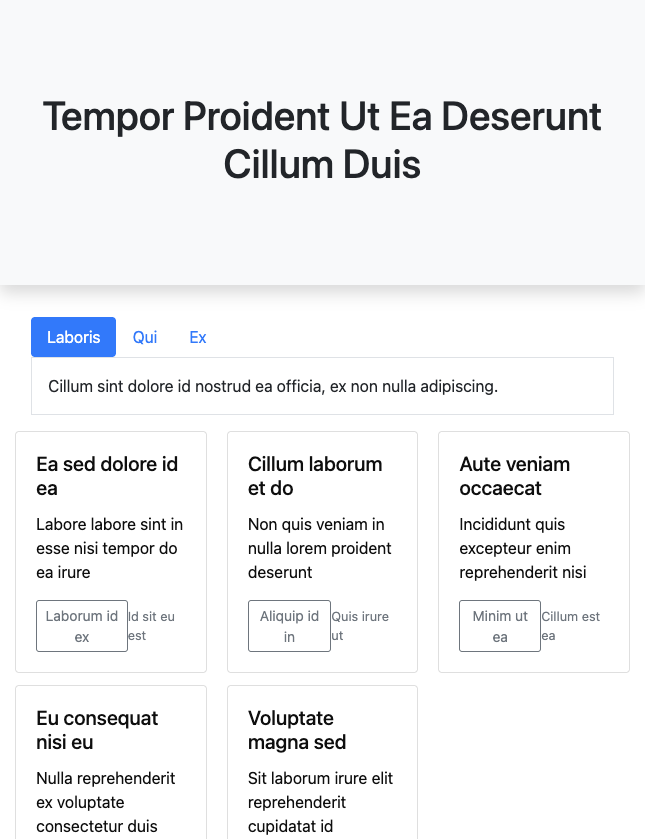 Tempor Proident Ut Ea Deserunt
Cillum Duis
Laboris
Qui
Ex
Cillum sint dolore id nostrud ea officia, ex non nulla adipiscing.
Ea sed dolore id
ea
Labore labore sint in
esse nisi tempor do
ea irure
Laborum id
ex
Id sit eu
est
Cillum laborum
et do
Non quis veniam in
nulla lorem proident
deserunt
Aliquip id
in
Quis irure
ut
Aute veniam
occaecat
Incididunt quis
excepteur enim
reprehenderit nisi
Minim ut
ea
Cillum est
ea
Eu consequat
nisi eu
Nulla reprehenderit
ex voluptate
consectetur duis
Voluptate
magna sed
Sit laborum irure elit
reprehenderit
cupidatat id